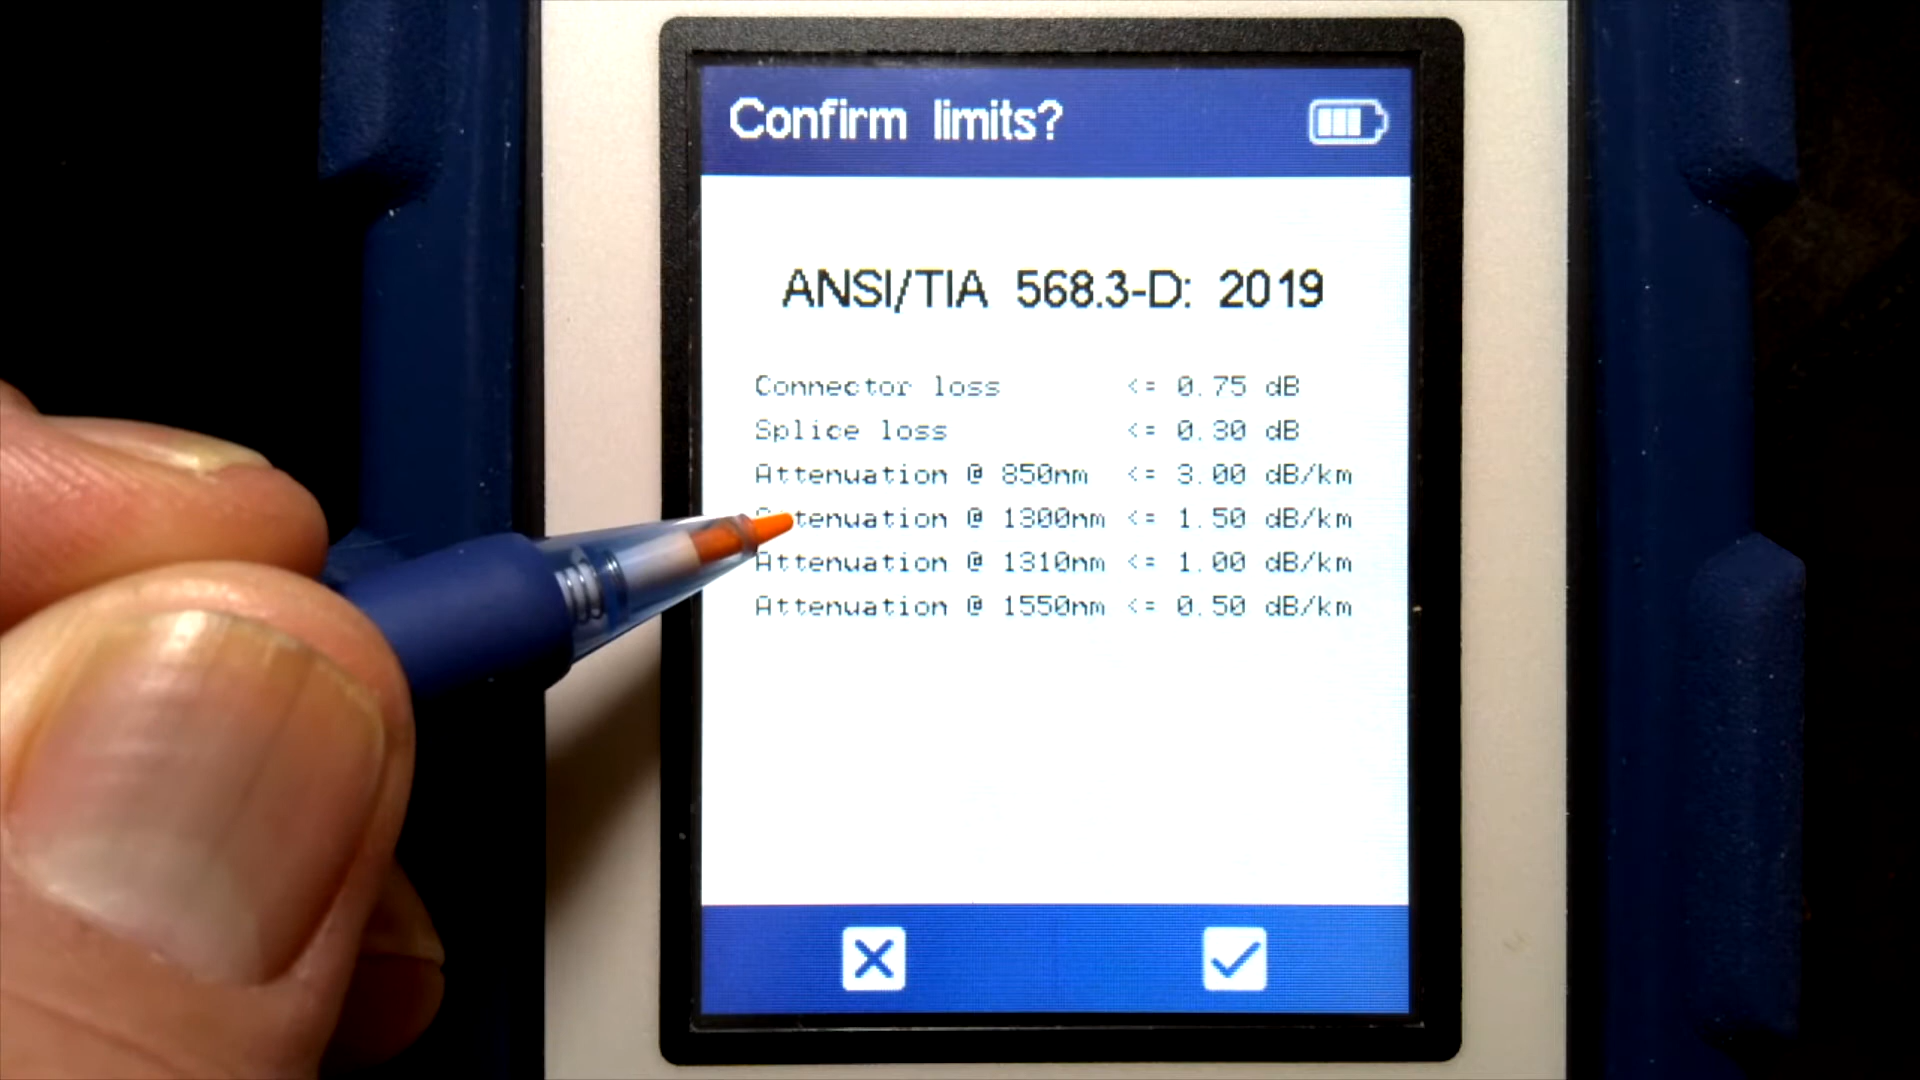 Confirm limits?
ANSI/TIA 568.3-D: 2019
Connector loss <= 0.75 dB
Splice loss <= 0.30 dB
Attenuation @ 850nm <= 3.00 dB/km
Attenuation @ 1300nm <= 1.50 dB/km
Attenuation @ 1310nm <= 1.00 dB/km
Attenuation @ 1550nm <= 0.50 dB/km